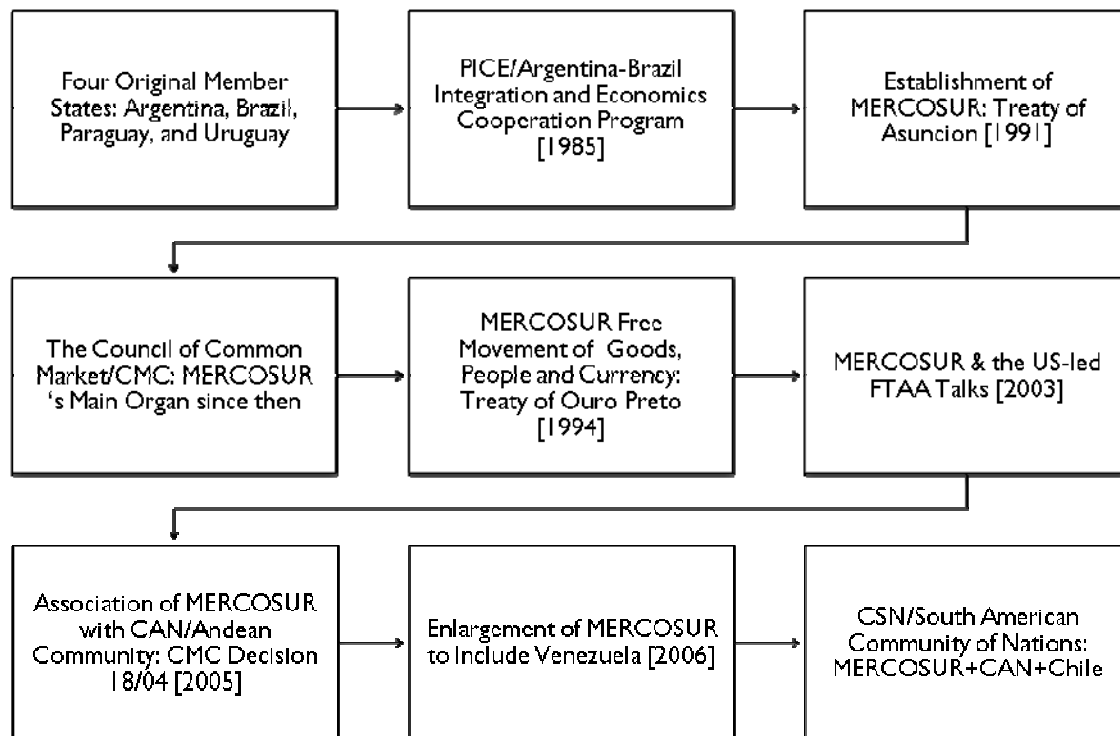 Four Original Member
States: Argentina, Brazil,
Paraguay, and Uruguay
PICE/Argentina-Brazil
Integration and Economics
Cooperation Program
[1985]
Establishment of
MERCOSUR: Treaty of
Asuncion [1991]
The Council of Common
Market/CMC: MERCOSUR
‘s Main Organ since then
MERCOSUR Free
Movement of Goods,
People and Currency:
Treaty of Ouro Preto
[1994]
MERCOSUR & the US-led
FTAA Talks [2003]
Association of MERCOSUR
with CAN/Andean
Community: CMC Decision
18/04 [2005]
Enlargement of MERCOSUR
to Include Venezuela [2006]
CSN/South American
Community of Nations:
MERCOSUR+CAN+Chile